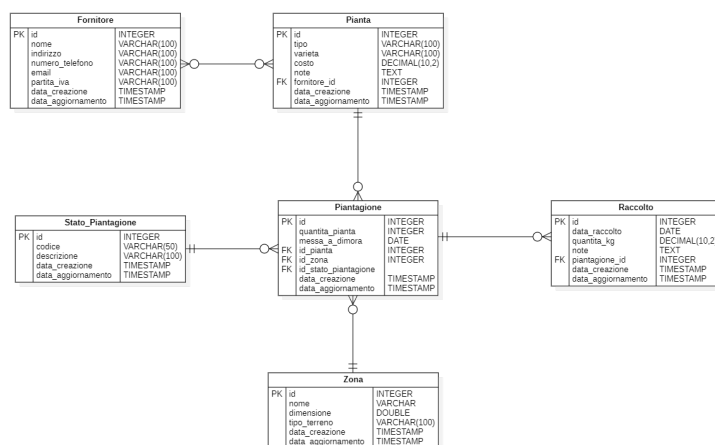 Fornitore
PK id INTEGER
nome VARCHAR(100)
indirizzo VARCHAR(100)
numero_telefono VARCHAR(100)
email VARCHAR(100)
partita_iva VARCHAR(100)
data_creazione TIMESTAMP
data_aggiornamento TIMESTAMP
Pianta
PK id INTEGER
tipo VARCHAR(100)
varieta VARCHAR(100)
costo DECIMAL(10,2)
note TEXT
FK fornitore_id INTEGER
data_creazione TIMESTAMP
data_aggiornamento TIMESTAMP
Stato_Piantagione
PK id INTEGER
codice VARCHAR(50)
descrizione VARCHAR(100)
data_creazione TIMESTAMP
data_aggiornamento TIMESTAMP
Piantagione
PK id INTEGER
quantita_pianta INTEGER
messa_a_dimora DATE
FK id_pianta INTEGER
FK id_zona INTEGER
FK id_stato_piantagione
data_creazione TIMESTAMP
data_aggiornamento TIMESTAMP
Raccolto
PK id INTEGER
data_raccolto DATE
quantita_kg DECIMAL(10,2
note TEXT
FK piantagione_id INTEGER
data_creazione TIMESTAMP
data_aggiornamento TIMESTAMP
Zona
PK id INTEGER
nome VARCHAR
dimensione DOUBLE
tipo_terreno VARCHAR(100)
data_creazione TIMESTAMP
data_aggiornamento TIMESTAMP